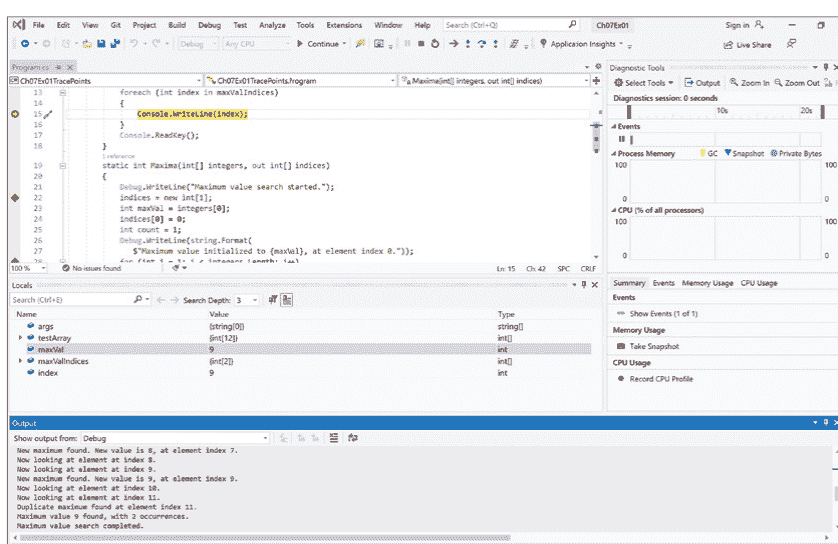 File Edit View Git Project Build Debug Test Analyze Tools Extensions Window Help Search (Ctrl+Q) Ch07Ex01 Sign in
Debug Any CPU Continue Application Insights Live Share
Program.cs
Ch07Ex01TracePoints Ch07Ex01TracePoints.Program Maxima(int[] integers, out int[] indices)
13 foreach (int index in maxValIndices)
14 {
15 Console.WriteLine(index);
16 }
17 Console.ReadKey();
18 }
1 reference
19 static int Maxima(int[] integers, out int[] indices)
20 {
21 Debug.WriteLine("Maximum value search started.");
22 indices = new int[1];
23 int maxVal = integers[0];
24 indices[0] = 0;
25 int count = 1;
26 Debug.WriteLine(string.Format(
27 $"Maximum value initialized to {maxVal}, at element index 0."));
28 for (int i = 1; i < integers.Length; i++)
100 % No issues found Ln: 15 Ch: 42 SPC CRLF
Locals
Search (Ctrl+E) Search Depth: 3
Name Value Type
args {string[0]} string[]
testArray {int[12]} int[]
maxVal 9 int
maxValIndices {int[2]} int[]
index 9 int
Diagnostic Tools
Select Tools Output Zoom In Zoom Out
Diagnostics session: 0 seconds
10s 20s
Events
Process Memory GC Snapshot Private Bytes
100 100
0 0
CPU (% of all processors)
100 100
0 0
Summary Events Memory Usage CPU Usage
Events
Show Events (1 of 1)
Memory Usage
Take Snapshot
CPU Usage
Record CPU Profile
Output
Show output from: Debug
New maximum found. New value is 8, at element index 7.
Now looking at element at index 8.
Now looking at element at index 9.
New maximum found. New value is 9, at element index 9.
Now looking at element at index 10.
Now looking at element at index 11.
Duplicate maximum found at element index 11.
Maximum value 9 found, with 2 occurrences.
Maximum value search completed.